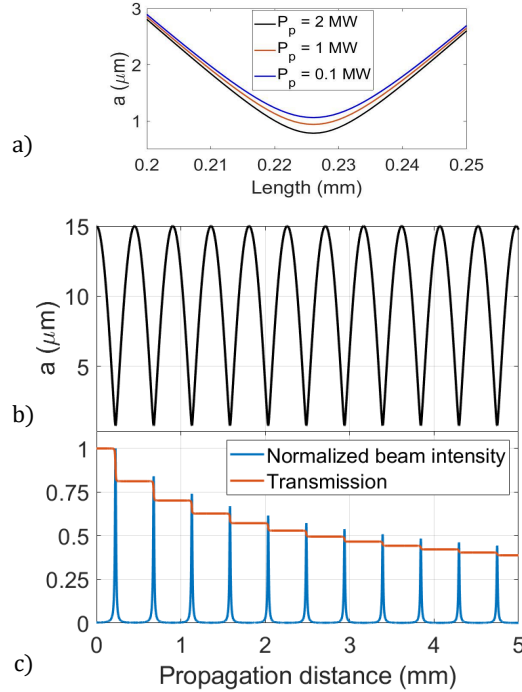 3
2
1
a (μm)
P_p = 2 MW
P_p = 1 MW
P_p = 0.1 MW
0.2 0.21 0.22 0.23 0.24 0.25
Length (mm)
a)
15
10
5
a (μm)
b)
1
0.75
0.5
0.25
0
Normalized beam intensity
Transmission
0 1 2 3 4 5
Propagation distance (mm)
c)